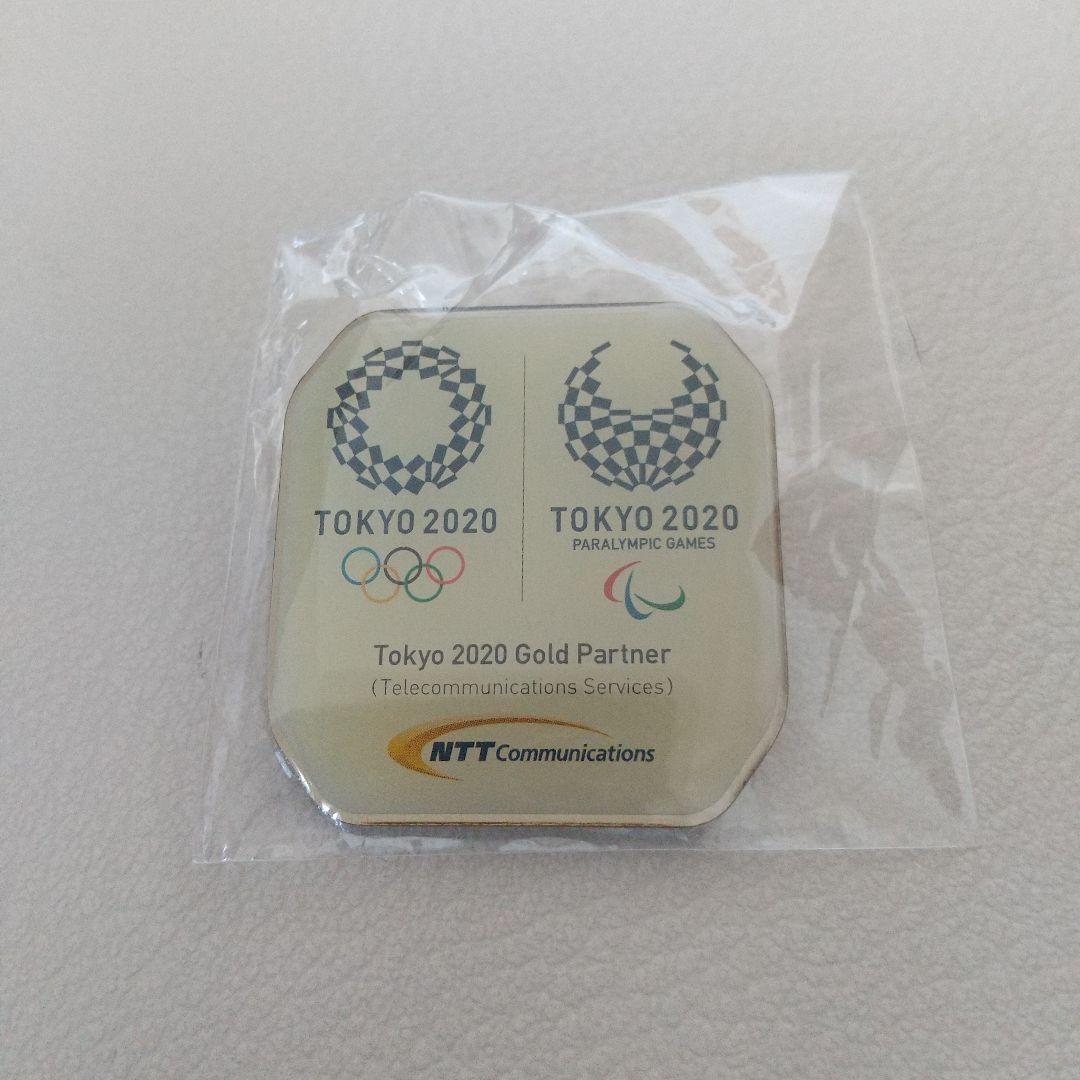 TOKYO 2020
TOKYO 2020
PARALYMPIC GAMES
Tokyo 2020 Gold Partner
(Telecommunications Services)
NTT Communications